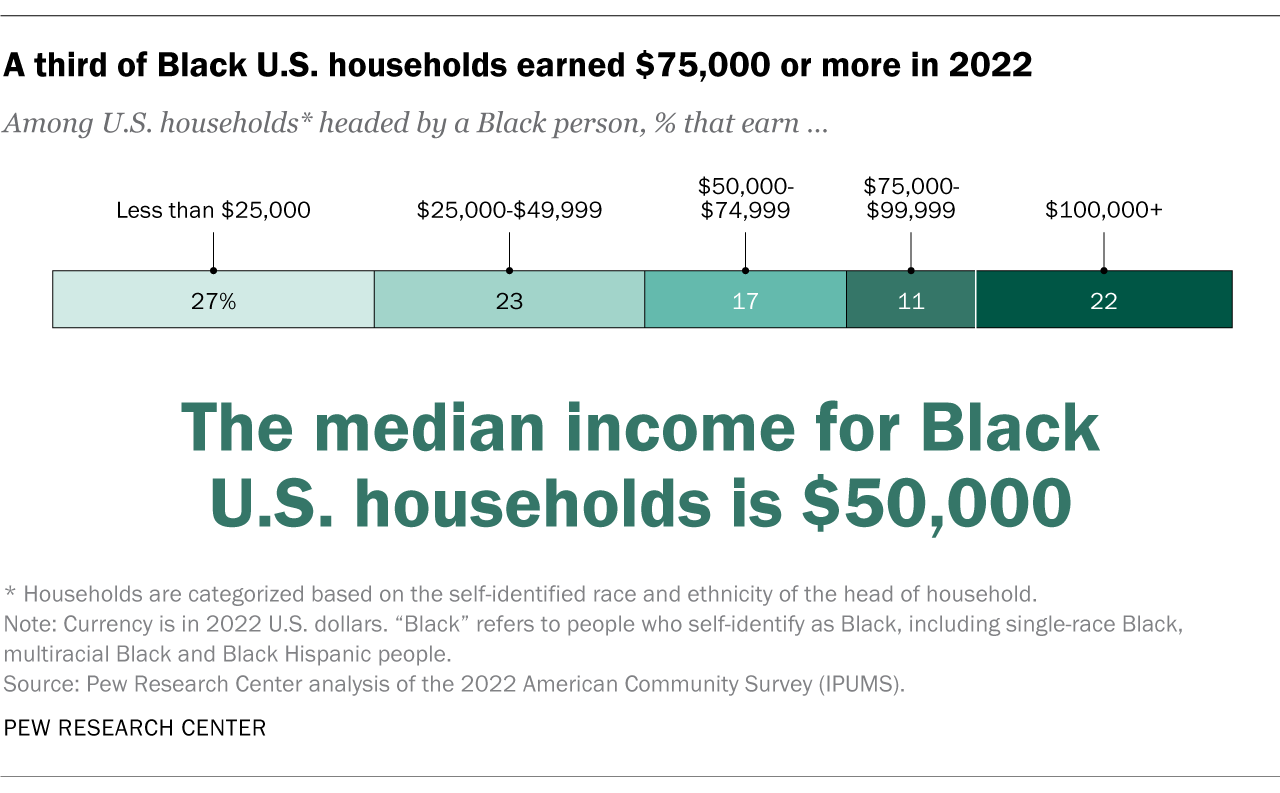 A third of Black U.S. households earned $75,000 or more in 2022
Among U.S. households* headed by a Black person, % that earn ...
Less than $25,000
$25,000-$49,999
$50,000-
$74,999
$75,000-
$99,999
$100,000+
27%
23
17
11
22
The median income for Black
U.S. households is $50,000
* Households are categorized based on the self-identified race and ethnicity of the head of household.
Note: Currency is in 2022 U.S. dollars. “Black” refers to people who self-identify as Black, including single-race Black,
multiracial Black and Black Hispanic people.
Source: Pew Research Center analysis of the 2022 American Community Survey (IPUMS).
PEW RESEARCH CENTER